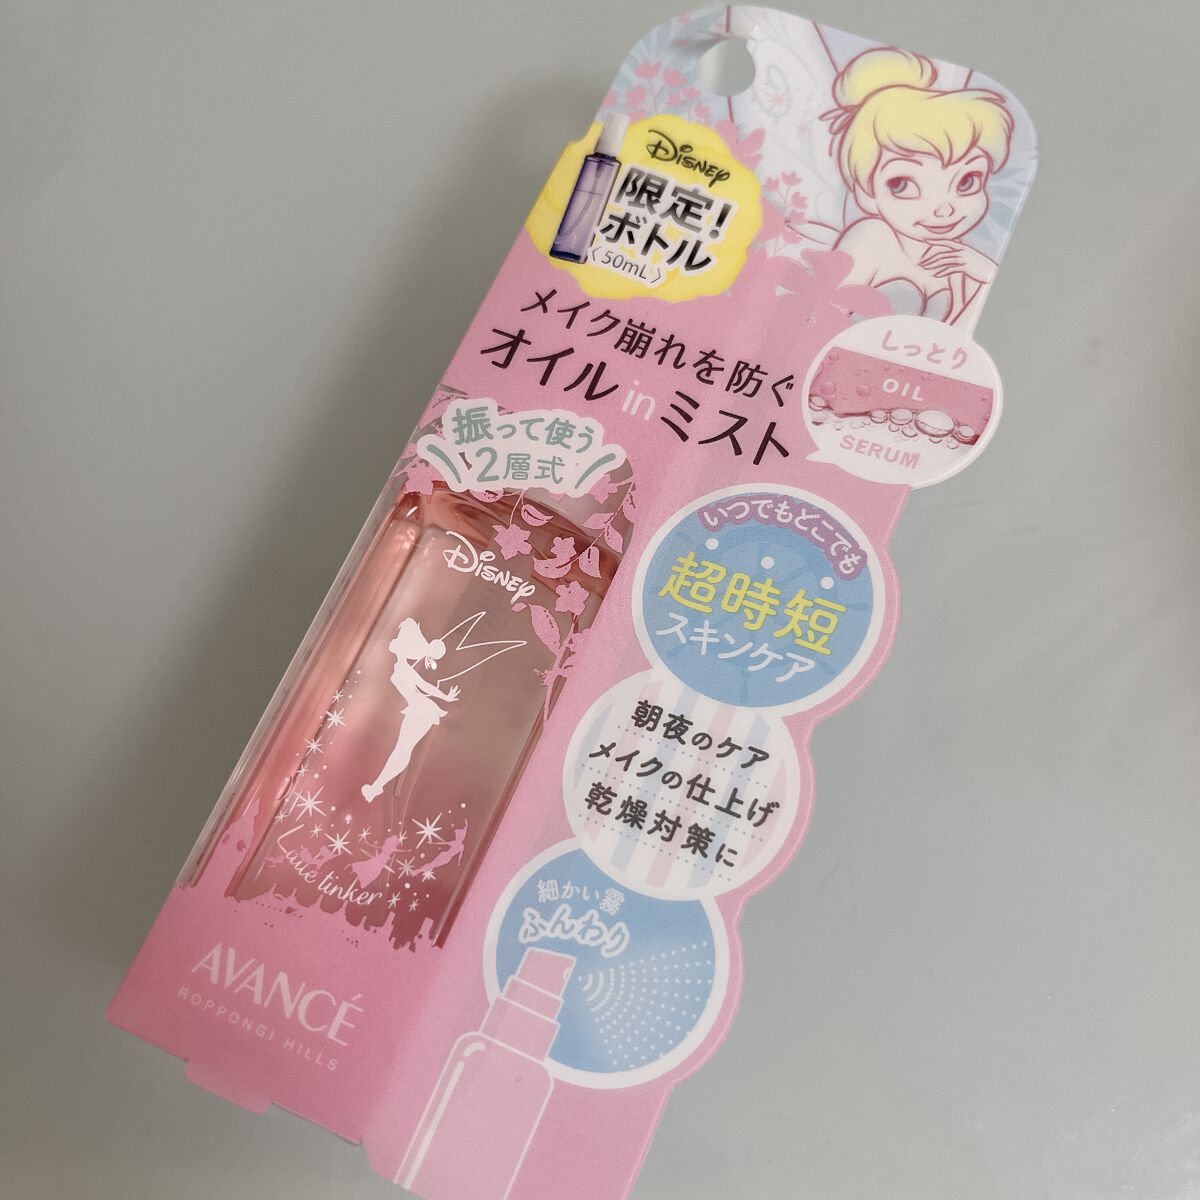 DISNEY
限定!
ボトル
〈50mL〉
メイク崩れを防ぐ
オイル in ミスト
しっとり
OIL
SERUM
振って使う
2層式
いつでもどこでも
超時短
スキンケア
DISNEY
朝夜のケア
メイクの仕上げ
乾燥対策に
細かい霧
ふんわり
tinker
AVANCÉ
ROPPONGI HILLS